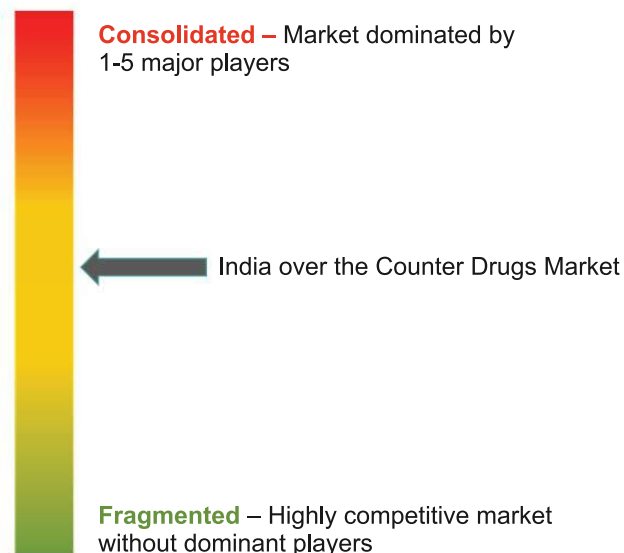 Consolidated – Market dominated by
1-5 major players
India over the Counter Drugs Market
Fragmented – Highly competitive market
without dominant players